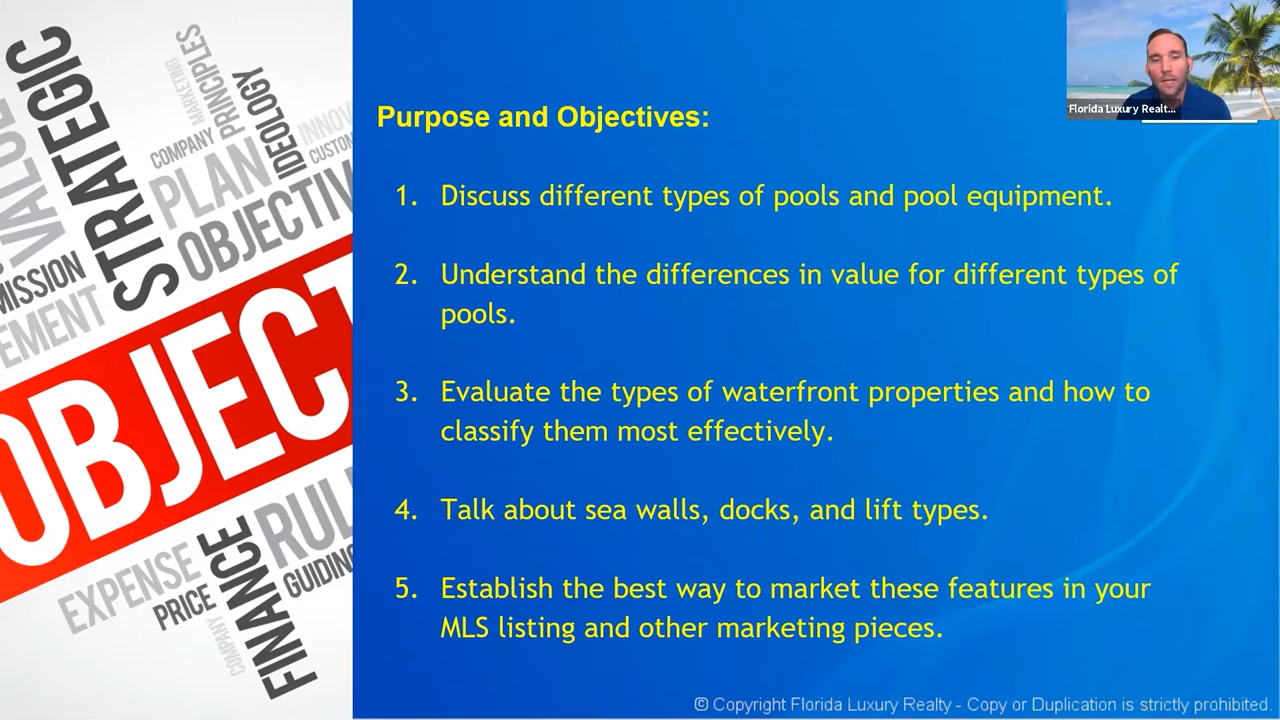 VALUE
STRATEGIC
MARKETING
PRINCIPLES
COMPANY
IDEOLOGY
INNOV
CUSTOM
PLAN
OBJECTIV
MISSION
EMENT
OBJECT
EXPENSE
PRICE
COMPANY
FINANCE
RUL
GUIDING
Purpose and Objectives:
1. Discuss different types of pools and pool equipment.
2. Understand the differences in value for different types of
pools.
3. Evaluate the types of waterfront properties and how to
classify them most effectively.
4. Talk about sea walls, docks, and lift types.
5. Establish the best way to market these features in your
MLS listing and other marketing pieces.
Florida Luxury Realt...
© Copyright Florida Luxury Realty - Copy or Duplication is strictly prohibited.